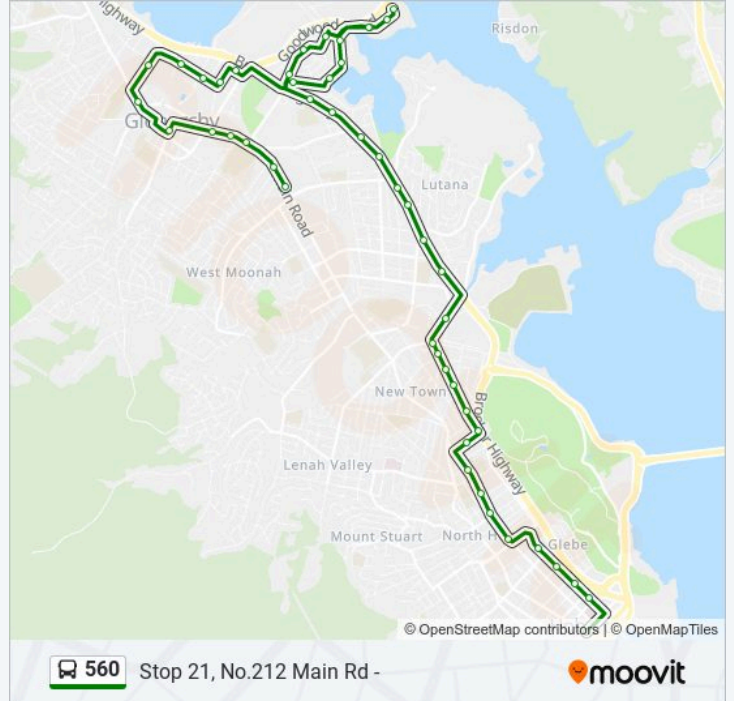 Highway
Goodwood
Risdon
Lutana
Road
West Moonah
New Town
Brooker Highway
Lenah Valley
Mount Stuart
North H
Glebe
© OpenStreetMap contributors | © OpenMapTiles
560
Stop 21, No.212 Main Rd -
moovit